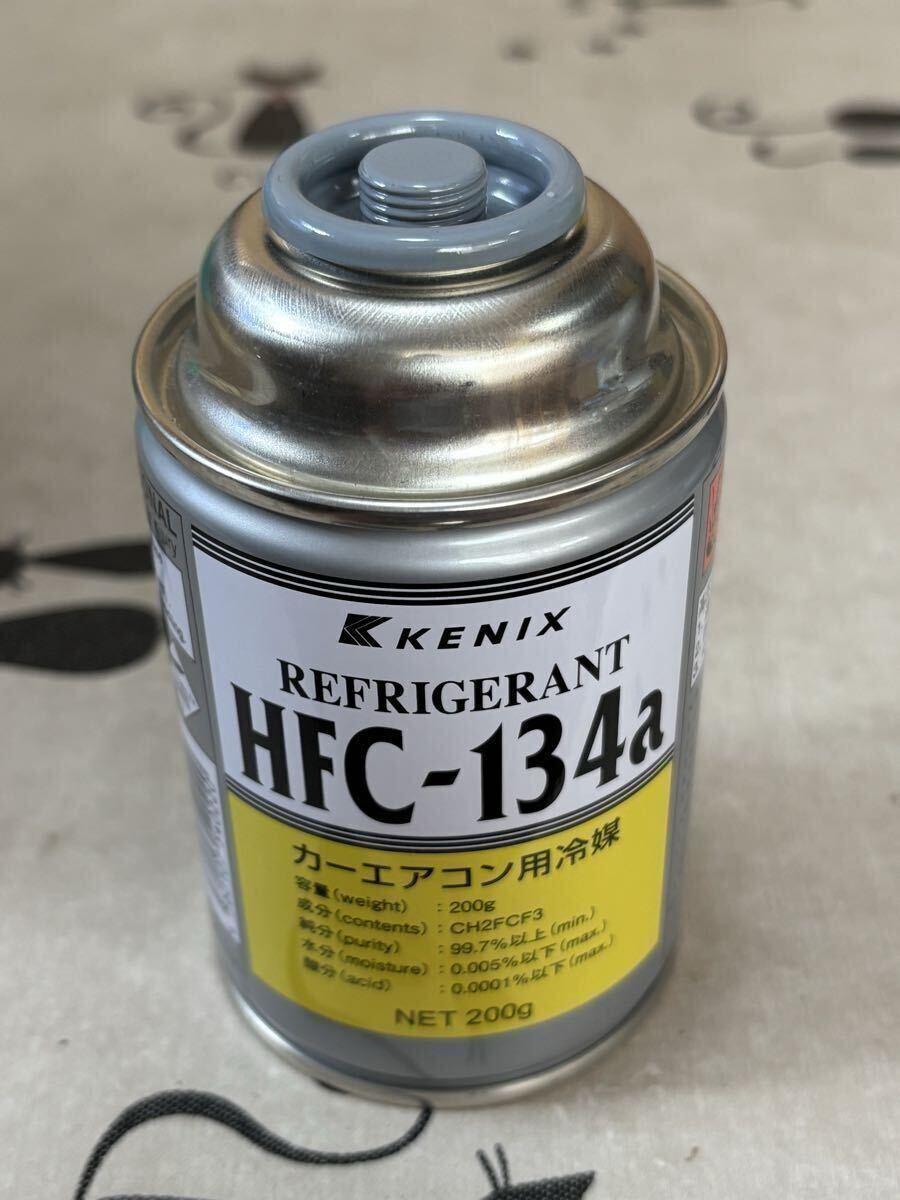 KENIX
REFRIGERANT
HFC-134a
カーエアコン用冷媒
容量(weight) : 200g
成分(contents) : CH2FCF3
純分(purity) : 99.7%以上(min.)
水分(moisture) : 0.005%以下(max.)
酸分(acid) : 0.0001%以下(max.)
NET 200g